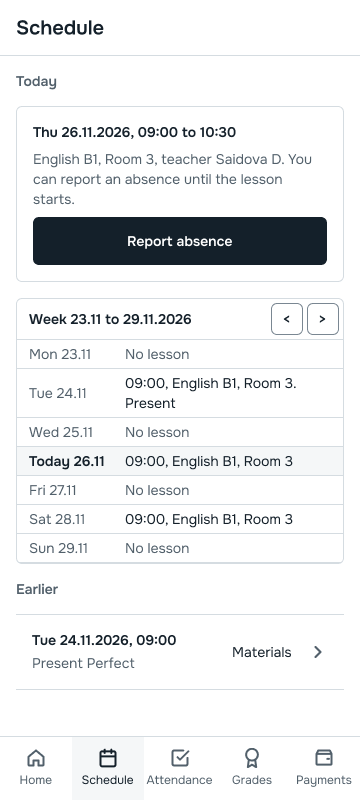 Schedule
Today
Thu 26.11.2026, 09:00 to 10:30
English B1, Room 3, teacher Saidova D. You
can report an absence until the lesson
starts.
Report absence
Week 23.11 to 29.11.2026 < >
Mon 23.11 No lesson
Tue 24.11 09:00, English B1, Room 3.
Present
Wed 25.11 No lesson
Today 26.11 09:00, English B1, Room 3
Fri 27.11 No lesson
Sat 28.11 09:00, English B1, Room 3
Sun 29.11 No lesson
Earlier
Tue 24.11.2026, 09:00
Present Perfect
Materials
Home Schedule Attendance Grades Payments